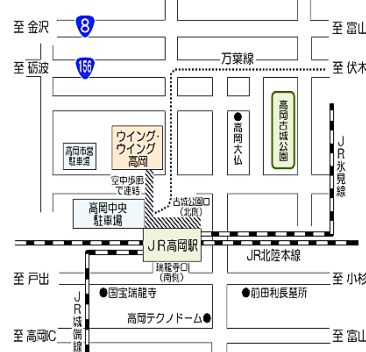 至 金沢
8
至 富山
至 砺波
156
万葉線
至 伏木
高岡古城公園
高岡大仏
ウイング・
ウイング
高岡
高岡市営
駐車場
JR氷見線
空中歩廊
で連結
古城公園口
(北側)
高岡中央
駐車場
JR高岡駅
JR北陸本線
瑞龍寺口
(南側)
至 戸出
至 小杉
国宝瑞龍寺
前田利長墓所
JR城端線
高岡テクノドーム
至 高岡IC
至 富山